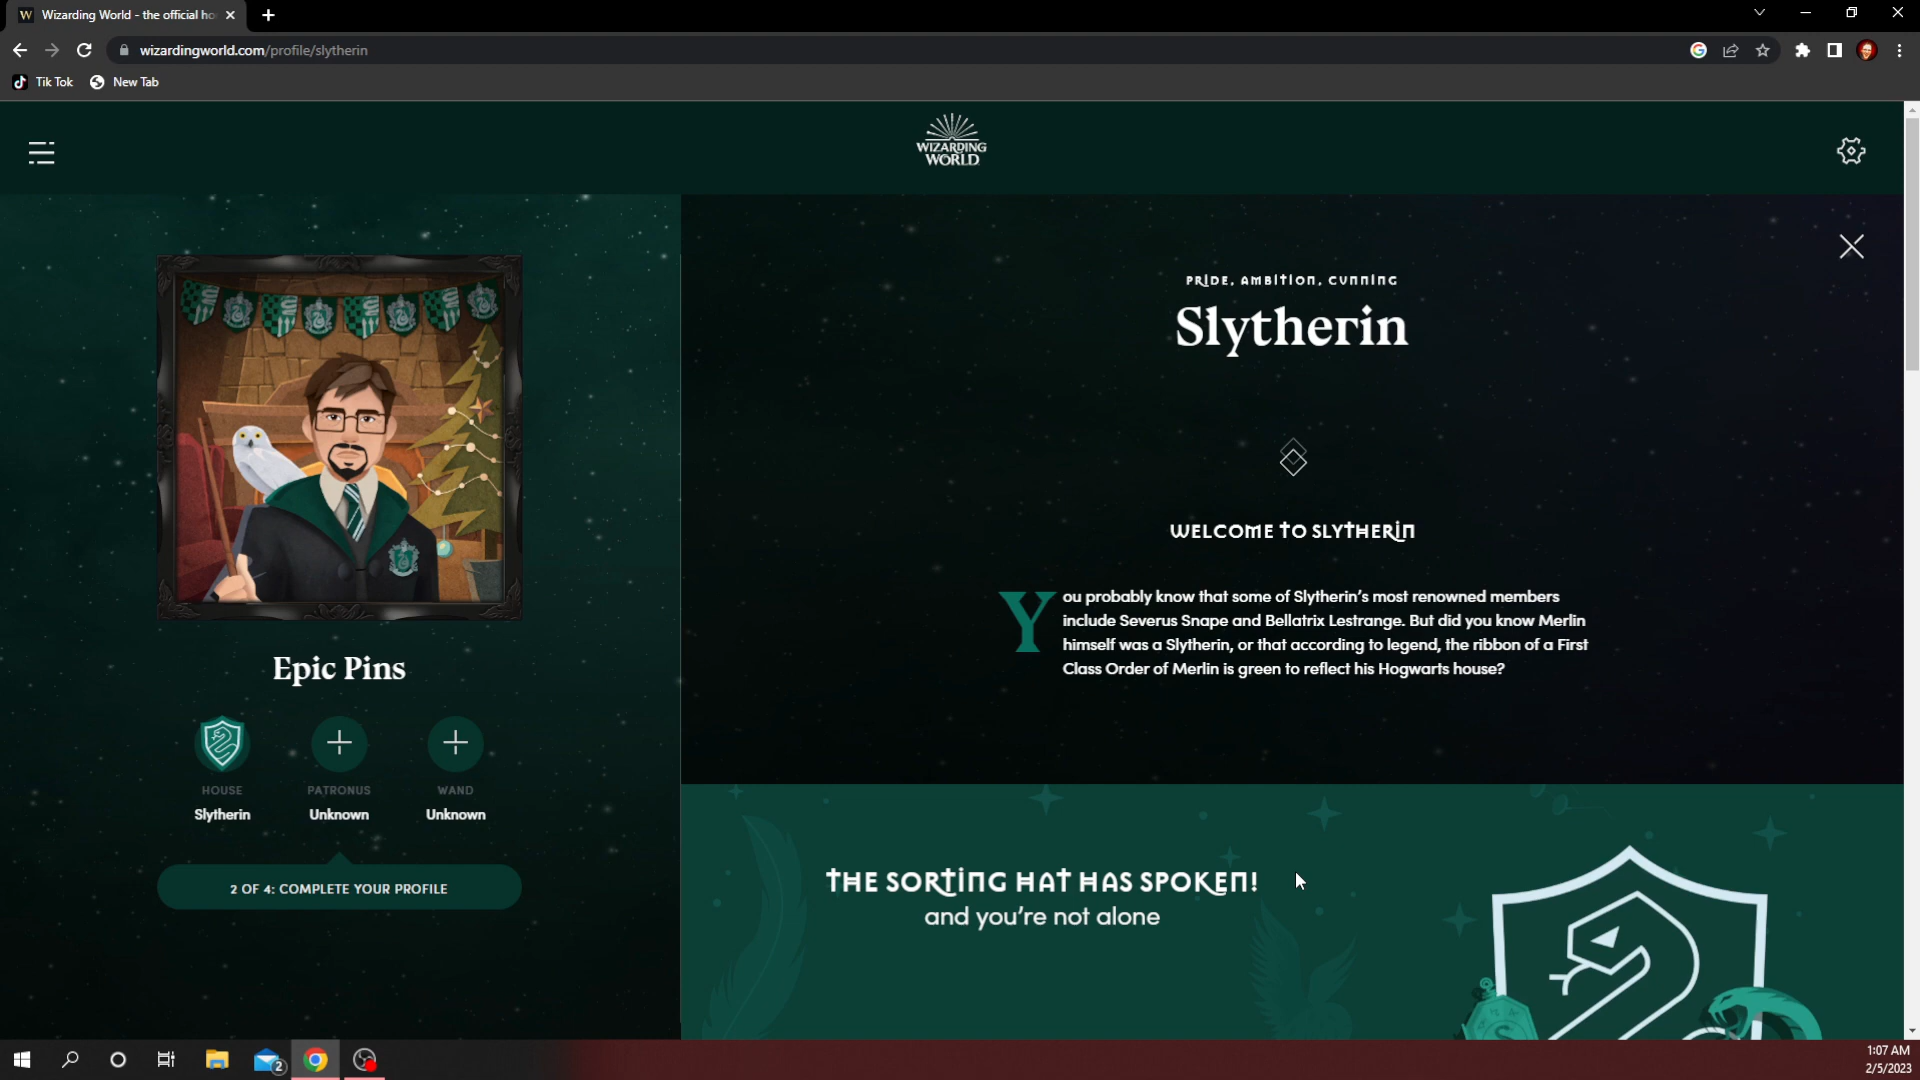 Wizarding World - the official ho
wizardingworld.com/profile/slytherin
Tik Tok
New Tab
WIZARDING
WORLD
PRIDE, AMBITION, CUNNING
Slytherin
WELCOME TO SLYTHERIN
You probably know that some of Slytherin's most renowned members
include Severus Snape and Bellatrix Lestrange. But did you know Merlin
himself was a Slytherin, or that according to legend, the ribbon of a First
Class Order of Merlin is green to reflect his Hogwarts house?
Epic Pins
HOUSE
Slytherin
PATRONUS
Unknown
WAND
Unknown
2 OF 4: COMPLETE YOUR PROFILE
THE SORTING HAT HAS SPOKEN!
and you're not alone
2
1:07 AM
2/5/2023